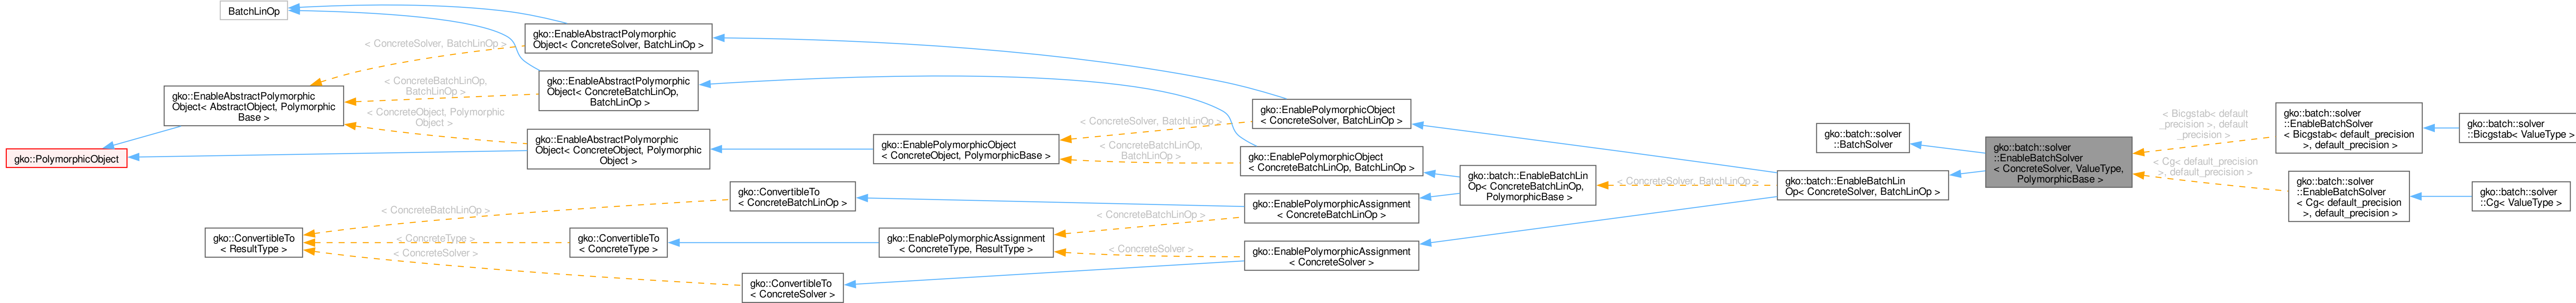 BatchLinOp
gko::EnableAbstractPolymorphic
Object< ConcreteSolver, BatchLinOp >
< ConcreteSolver, BatchLinOp >
gko::EnableAbstractPolymorphic
Object< ConcreteBatchLinOp,
BatchLinOp >
< ConcreteBatchLinOp,
BatchLinOp >
gko::EnableAbstractPolymorphic
Object< AbstractObject, Polymorphic
Base >
< ConcreteObject, Polymorphic
Object >
gko::EnableAbstractPolymorphic
Object< ConcreteObject, Polymorphic
Object >
gko::PolymorphicObject
gko::EnablePolymorphicObject
< ConcreteObject, PolymorphicBase >
< ConcreteSolver, BatchLinOp >
< ConcreteBatchLinOp,
BatchLinOp >
gko::EnablePolymorphicObject
< ConcreteSolver, BatchLinOp >
gko::EnablePolymorphicObject
< ConcreteBatchLinOp, BatchLinOp >
gko::batch::EnableBatchLin
Op< ConcreteBatchLinOp,
PolymorphicBase >
< ConcreteSolver, BatchLinOp >
gko::batch::EnableBatchLin
Op< ConcreteSolver, BatchLinOp >
gko::batch::solver
::BatchSolver
gko::batch::solver
::EnableBatchSolver
< ConcreteSolver, ValueType,
PolymorphicBase >
< Bicgstab< default
_precision >, default
_precision >
< Cg< default_precision
>, default_precision >
gko::batch::solver
::EnableBatchSolver
< Bicgstab< default_precision
>, default_precision >
gko::batch::solver
::Bicgstab< ValueType >
gko::batch::solver
::EnableBatchSolver
< Cg< default_precision
>, default_precision >
gko::batch::solver
::Cg< ValueType >
gko::ConvertibleTo
< ConcreteBatchLinOp >
< ConcreteBatchLinOp >
gko::ConvertibleTo
< ResultType >
< ConcreteType >
< ConcreteSolver >
gko::ConvertibleTo
< ConcreteType >
gko::EnablePolymorphicAssignment
< ConcreteType, ResultType >
< ConcreteBatchLinOp >
< ConcreteSolver >
gko::EnablePolymorphicAssignment
< ConcreteBatchLinOp >
gko::EnablePolymorphicAssignment
< ConcreteSolver >
gko::ConvertibleTo
< ConcreteSolver >